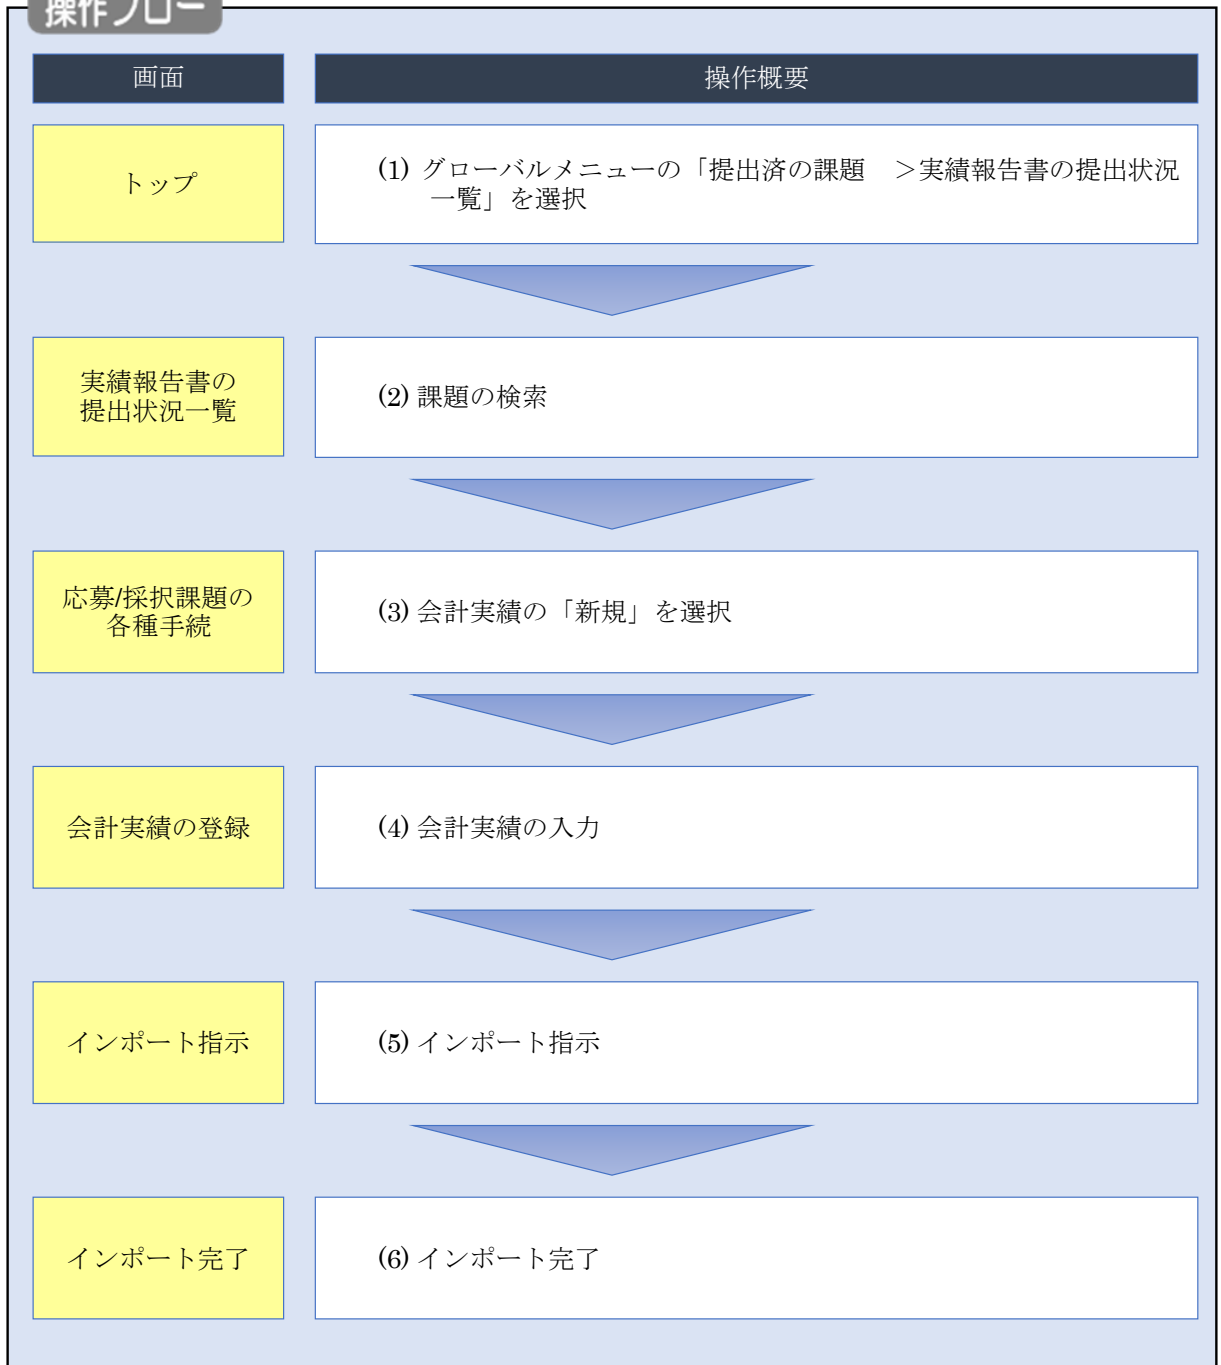 操作フロー
画面
操作概要
トップ
(1) グローバルメニューの「提出済の課題　＞実績報告書の提出状況
一覧」を選択
実績報告書の
提出状況一覧
(2) 課題の検索
応募/採択課題の
各種手続
(3) 会計実績の「新規」を選択
会計実績の登録
(4) 会計実績の入力
インポート指示
(5) インポート指示
インポート完了
(6) インポート完了